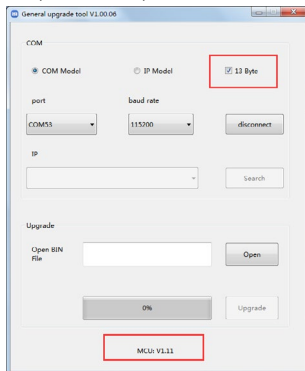 General upgrade tool V1.00.06
COM
COM Model
IP Model
13 Byte
port
baud rate
COM53
115200
disconnect
IP
Search
Upgrade
Open BIN
File
Open
0%
Upgrade
MCU: V1.11